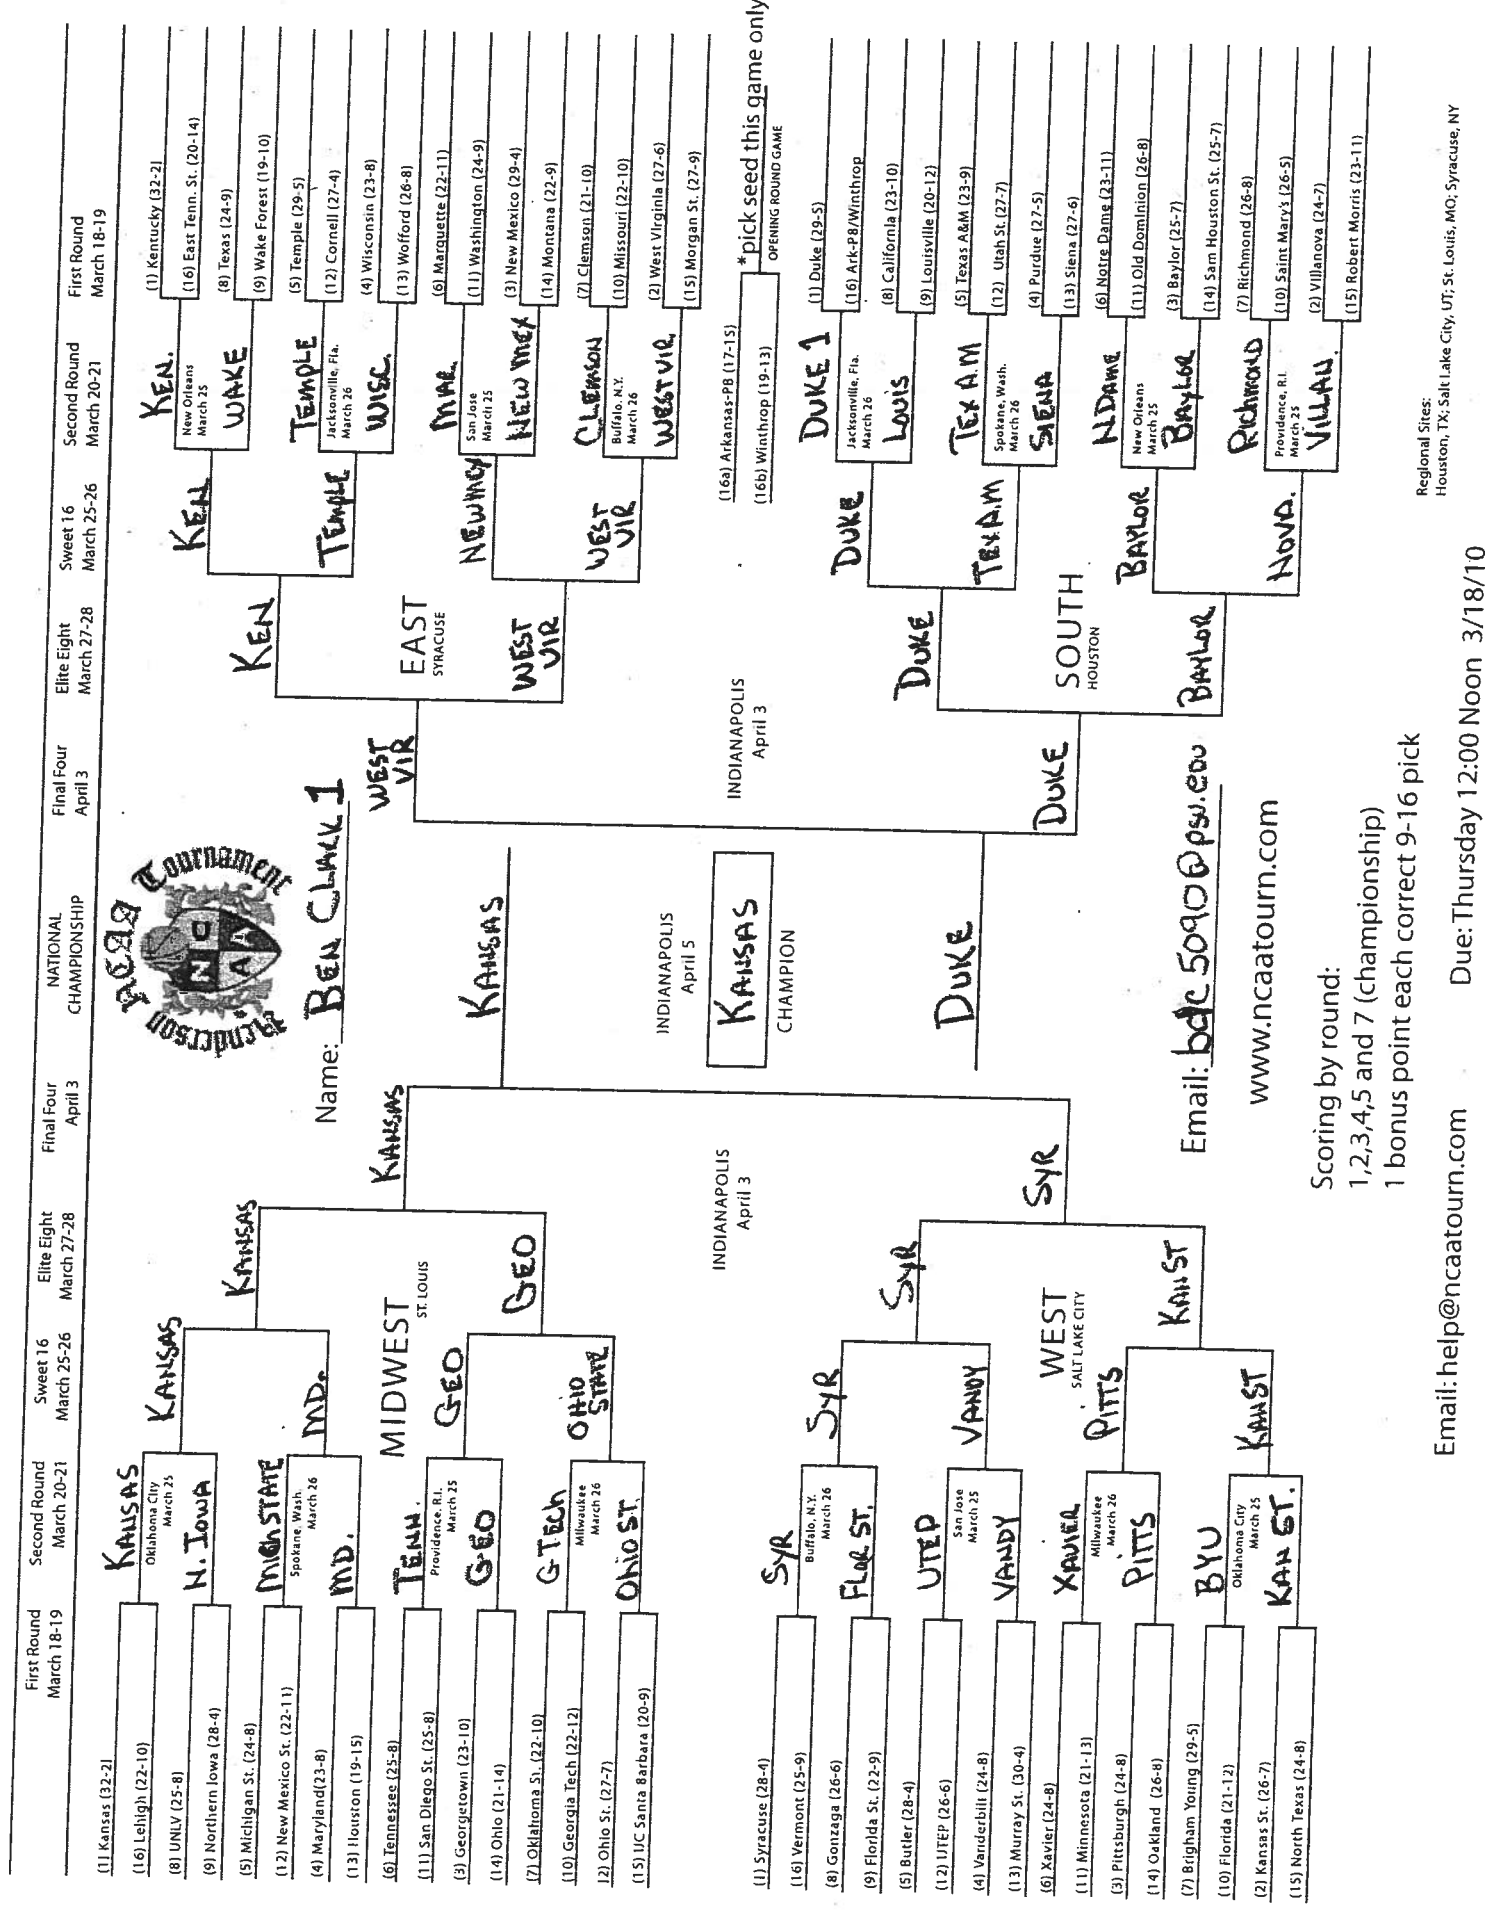 First Round
March 18-19
Second Round
March 20-21
Sweet 16
March 25-26
Elite Eight
March 27-28
Final Four
April 3
NATIONAL
CHAMPIONSHIP
Final Four
April 3
Elite Eight
March 27-28
Sweet 16
March 25-26
Second Round
March 20-21
First Round
March 18-19
Henderson NCAA Tournament
N U
A A
Name: BEN CLARK 1
(1) Kansas (32-2)
(16) Lehigh (22-10)
(8) UNLV (25-8)
(9) Northern Iowa (28-4)
(5) Michigan St. (24-8)
(12) New Mexico St. (22-11)
(4) Maryland(23-8)
(13) Houston (19-15)
(6) Tennessee (25-8)
(11) San Diego St. (25-8)
(3) Georgetown (23-10)
(14) Ohio (21-14)
(7) Oklahoma St. (22-10)
(10) Georgia Tech (22-12)
(2) Ohio St. (27-7)
(15) UC Santa Barbara (20-9)
KANSAS
Oklahoma City
March 25
N. IOWA
MICH STATE
Spokane, Wash.
March 26
MD.
TENN.
Providence, R.I.
March 25
GEO
G TECH
Milwaukee
March 26
OHIO ST.
KANSAS
MD.
GEO
OHIO
STATE
KANSAS
GEO
MIDWEST
ST. LOUIS
KANSAS
(1) Syracuse (28-4)
(16) Vermont (25-9)
(8) Gonzaga (26-6)
(9) Florida St. (22-9)
(5) Butler (28-4)
(12) UTEP (26-6)
(4) Vanderbilt (24-8)
(13) Murray St. (30-4)
(6) Xavier (24-8)
(11) Minnesota (21-13)
(3) Pittsburgh (24-8)
(14) Oakland (26-8)
(7) Brigham Young (29-5)
(10) Florida (21-12)
(2) Kansas St. (26-7)
(15) North Texas (24-8)
SYR
Buffalo, N.Y.
March 26
FLOR ST.
UTEP
San Jose
March 25
VANDY
XAVIER
Milwaukee
March 26
PITTS
BYU
Oklahoma City
March 25
KAN ST.
SYR
VANDY
PITTS
KAN ST
SYR
KAN ST
WEST
SALT LAKE CITY
SYR
INDIANAPOLIS
April 3
KANSAS
INDIANAPOLIS
April 5
KANSAS
CHAMPION
DUKE
INDIANAPOLIS
April 3
WEST
VIR
KEN
WEST
VIR
EAST
SYRACUSE
KEN
TEMPLE
NEWMEX
WEST
VIR
KEN.
New Orleans
March 25
WAKE
TEMPLE
Jacksonville, Fla.
March 26
WISC.
MAR.
San Jose
March 25
NEW MEX
CLEMSON
Buffalo, N.Y.
March 26
WEST VIR.
(1) Kentucky (32-2)
(16) East Tenn. St. (20-14)
(8) Texas (24-9)
(9) Wake Forest (19-10)
(5) Temple (29-5)
(12) Cornell (27-4)
(4) Wisconsin (23-8)
(13) Wofford (26-8)
(6) Marquette (22-11)
(11) Washington (24-9)
(3) New Mexico (29-4)
(14) Montana (22-9)
(7) Clemson (21-10)
(10) Missouri (22-10)
(2) West Virginia (27-6)
(15) Morgan St. (27-9)
(16a) Arkansas-PB (17-15)
(16b) Winthrop (19-13)
*pick seed this game only
OPENING ROUND GAME
DUKE
DUKE
BAYLOR
SOUTH
HOUSTON
DUKE
TEX A.M
BAYLOR
NOVA.
DUKE 1
Jacksonville, Fla.
March 26
LOUIS
TEX A.M
Spokane, Wash.
March 26
SIENA
N.DAME
New Orleans
March 25
BAYLOR
RICHMOND
Providence, R.I.
March 25
VILLAN.
(1) Duke (29-5)
(16) Ark-PB/Winthrop
(8) California (23-10)
(9) Louisville (20-12)
(5) Texas A&M (23-9)
(12) Utah St. (27-7)
(4) Purdue (27-5)
(13) Siena (27-6)
(6) Notre Dame (23-11)
(11) Old Dominion (26-8)
(3) Baylor (25-7)
(14) Sam Houston St. (25-7)
(7) Richmond (26-8)
(10) Saint Mary's (26-5)
(2) Villanova (24-7)
(15) Robert Morris (23-11)
Email: bdc5090@psu.edu
www.ncaatourn.com
Scoring by round:
1,2,3,4,5 and 7 (championship)
1 bonus point each correct 9-16 pick
Regional Sites:
Houston, TX; Salt Lake City, UT; St. Louis, MO; Syracuse, NY
Email: help@ncaatourn.com Due: Thursday 12:00 Noon 3/18/10